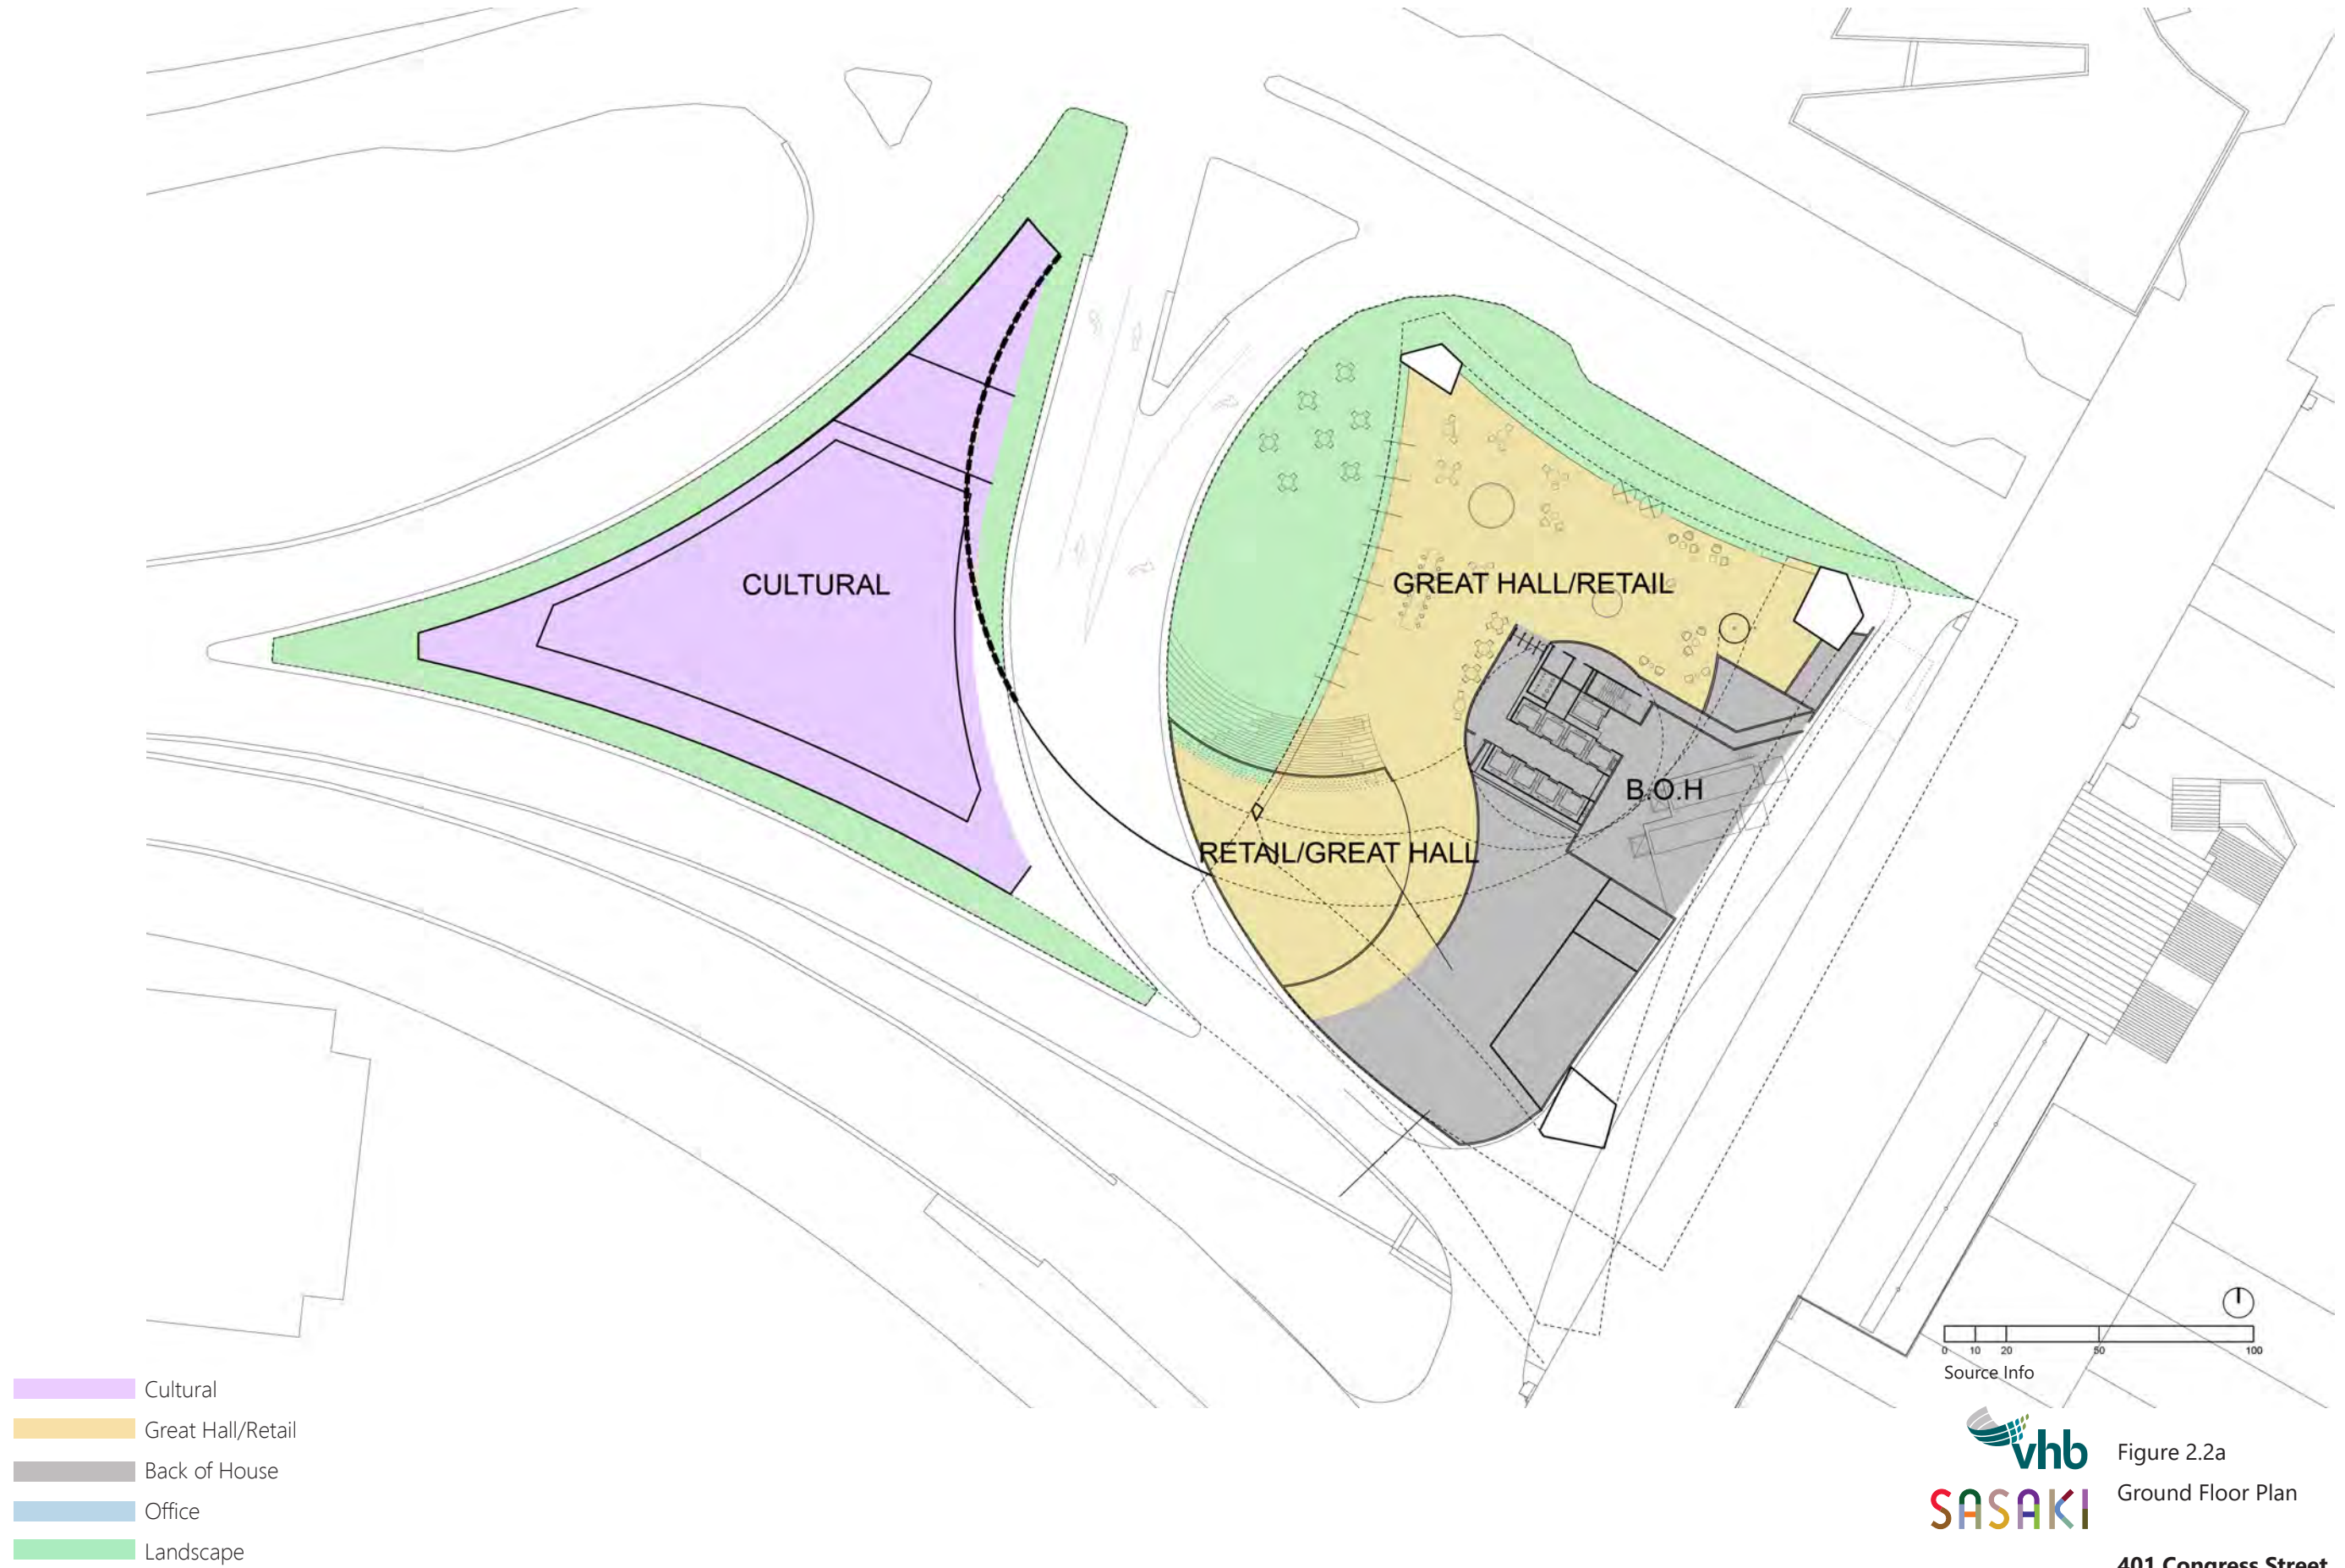 CULTURAL
GREAT HALL/RETAIL
B.O.H
RETAIL/GREAT HALL
0 10 20 50 100
Source Info
Cultural
Great Hall/Retail
Back of House
Office
Landscape
vhb
SASAKI
Figure 2.2a
Ground Floor Plan
401 Congress Street